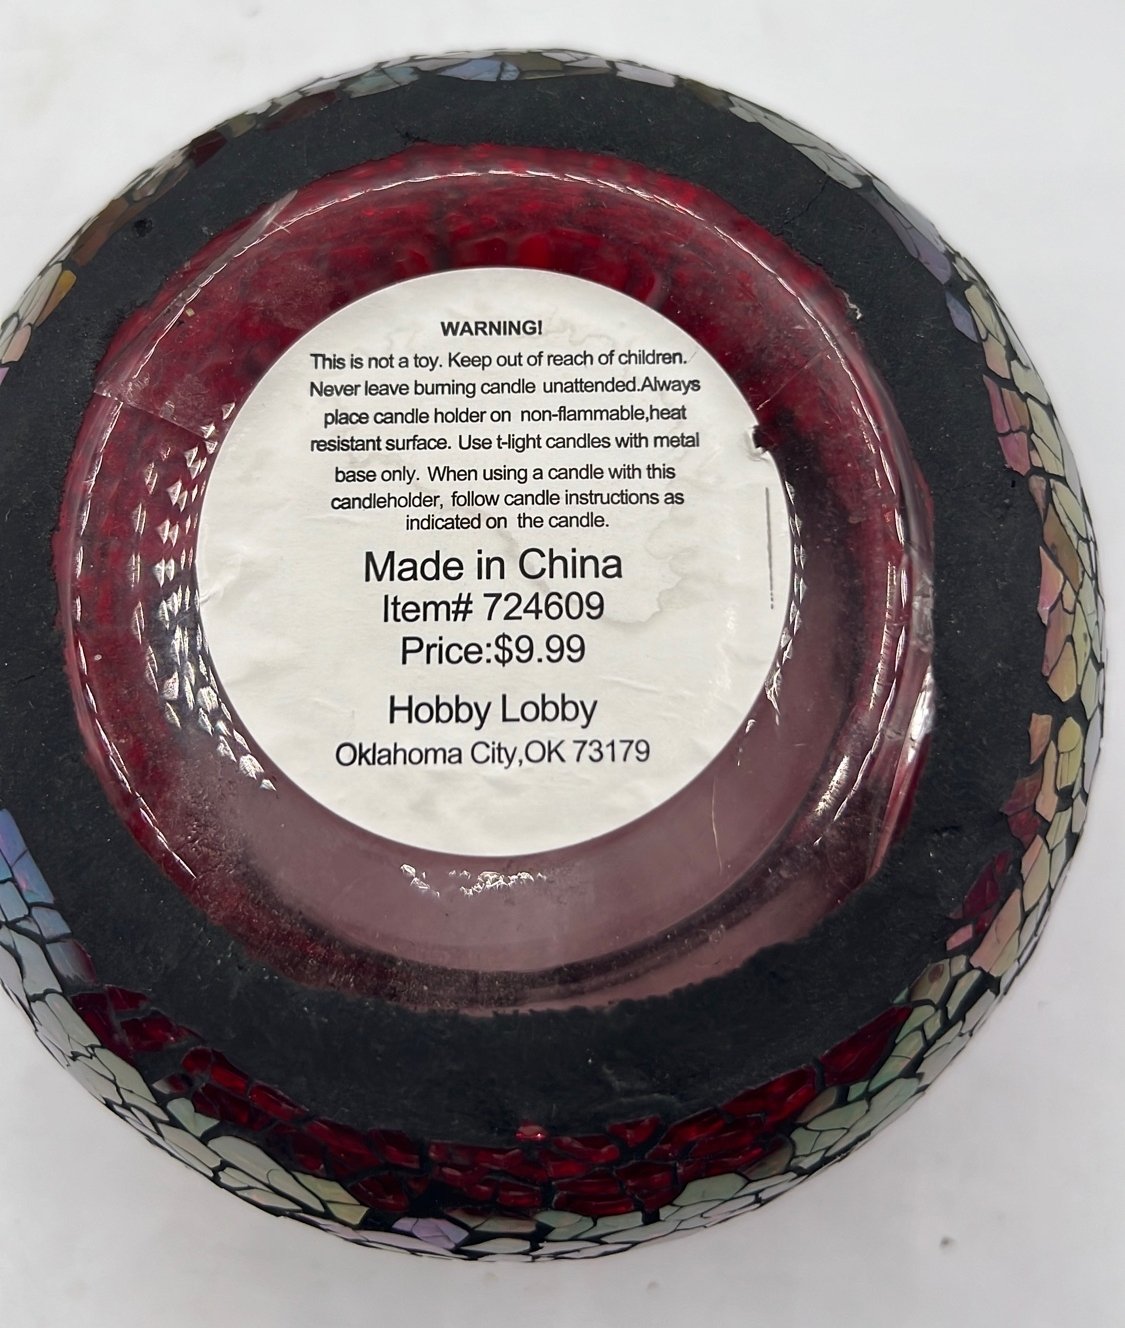 WARNING!
This is not a toy. Keep out of reach of children.
Never leave burning candle unattended.Always
place candle holder on non-flammable,heat
resistant surface. Use t-light candles with metal
base only. When using a candle with this
candleholder, follow candle instructions as
indicated on the candle.
Made in China
Item# 724609
Price:$9.99
Hobby Lobby
Oklahoma City,OK 73179